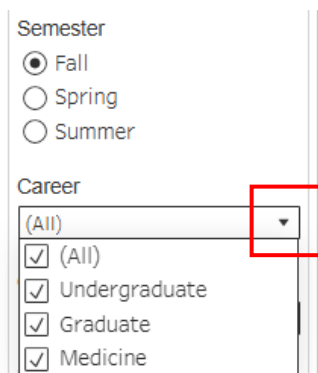 Semester
Fall
Spring
Summer
Career
(All)
(All)
Undergraduate
Graduate
Medicine